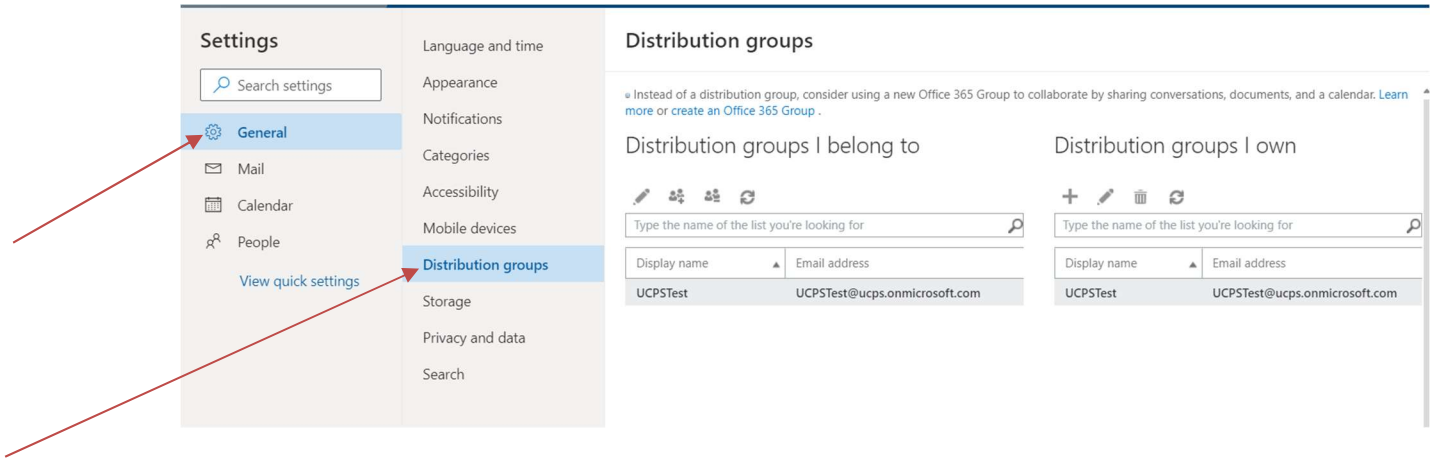 Settings
Search settings
General
Mail
Calendar
People
View quick settings
Language and time
Appearance
Notifications
Categories
Accessibility
Mobile devices
Distribution groups
Storage
Privacy and data
Search
Distribution groups
Instead of a distribution group, consider using a new Office 365 Group to collaborate by sharing conversations, documents, and a calendar. Learn
more or create an Office 365 Group .
Distribution groups I belong to
Type the name of the list you're looking for
Display name Email address
UCPSTest UCPSTest@ucps.onmicrosoft.com
Distribution groups I own
Type the name of the list you're looking for
Display name Email address
UCPSTest UCPSTest@ucps.onmicrosoft.com